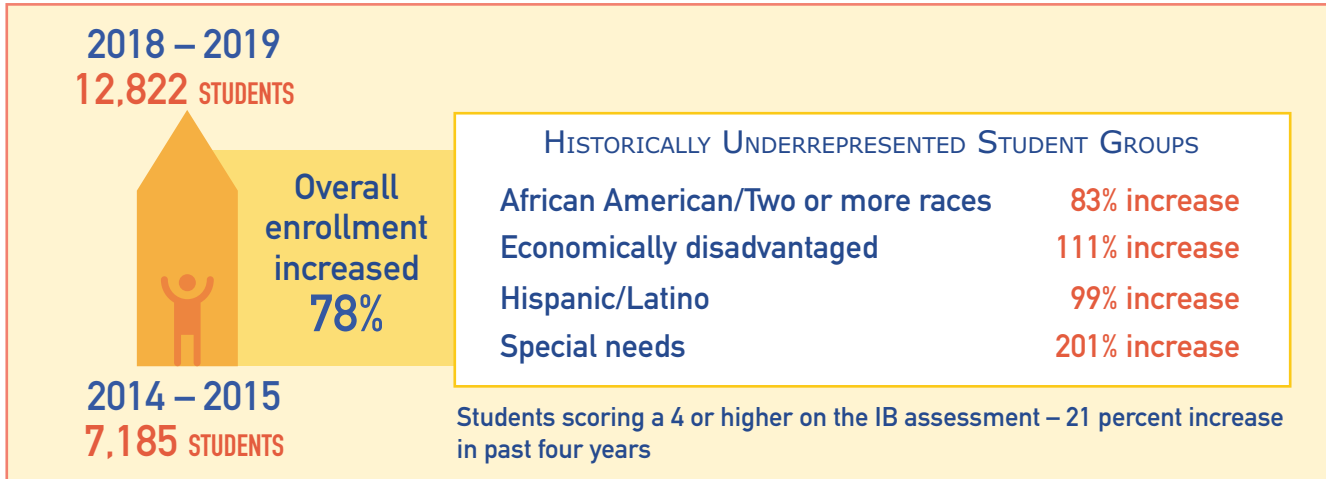 2018 – 2019
12,822 STUDENTS
Overall
enrollment
increased
78%
2014 – 2015
7,185 STUDENTS
HISTORICALLY UNDERREPRESENTED STUDENT GROUPS
African American/Two or more races 83% increase
Economically disadvantaged 111% increase
Hispanic/Latino 99% increase
Special needs 201% increase
Students scoring a 4 or higher on the IB assessment – 21 percent increase
in past four years